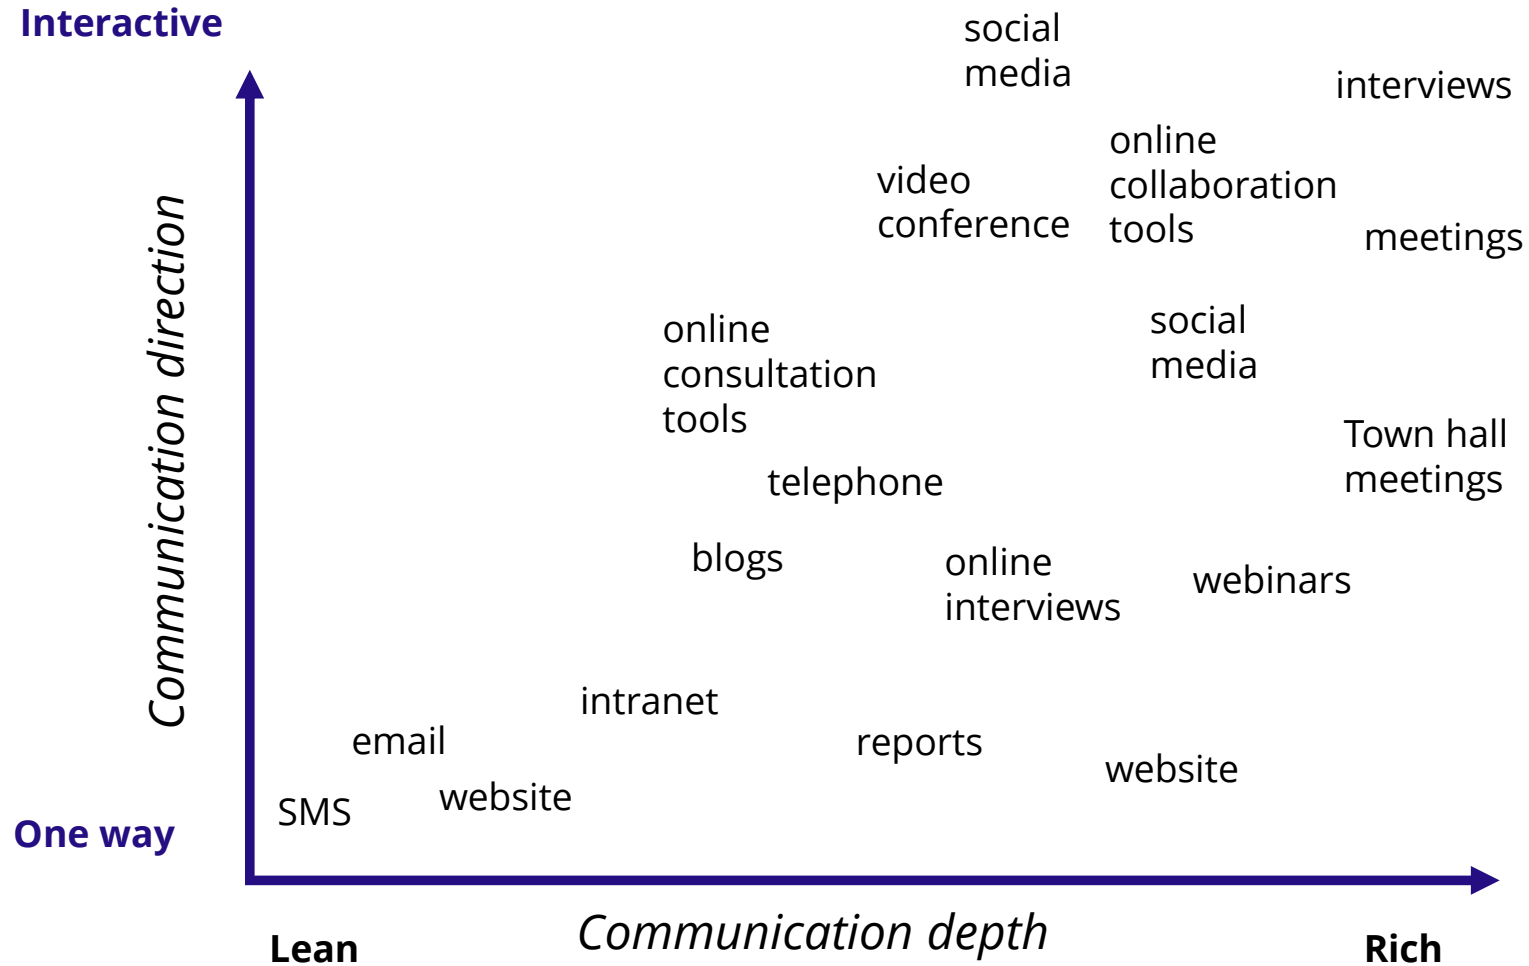 Interactive
social
media
interviews
online
collaboration
tools
video
conference
meetings
Communication direction
online
consultation
tools
social
media
Town hall
meetings
telephone
blogs
online
interviews
webinars
intranet
email
reports
website
website
SMS
One way
Communication depth
Lean
Rich